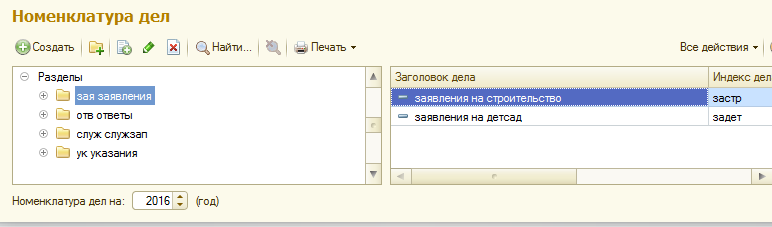 Номенклатура дел
Создать Найти... Печать Все действия
Разделы
зая заявления
отв ответы
служ служзап
ук указания
Заголовок дела Индекс дел
заявления на строительство застр
заявления на детсад задет
Номенклатура дел на: 2016 (год)